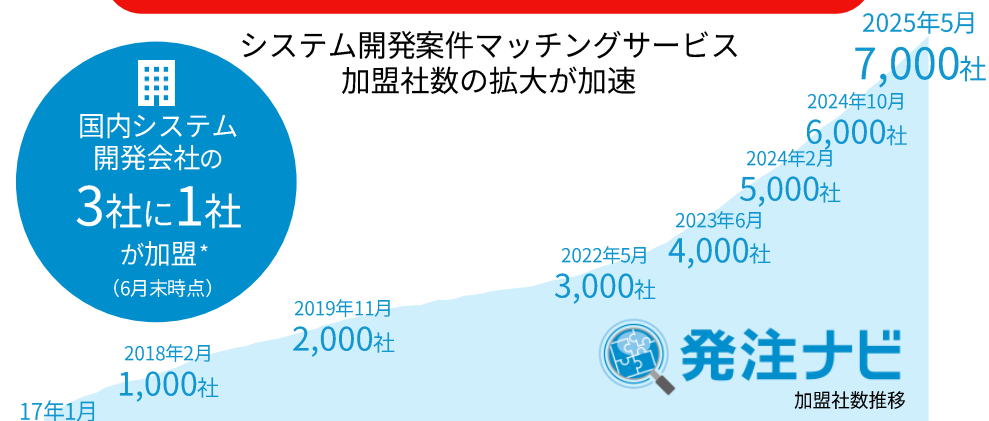 システム開発案件マッチングサービス
加盟社数の拡大が加速
国内システム
開発会社の
3社に1社
が加盟*
（6月末時点）
17年1月
2018年2月
1,000社
2019年11月
2,000社
2022年5月
3,000社
2023年6月
4,000社
2024年2月
5,000社
2024年10月
6,000社
2025年5月
7,000社
発注ナビ
加盟社数推移